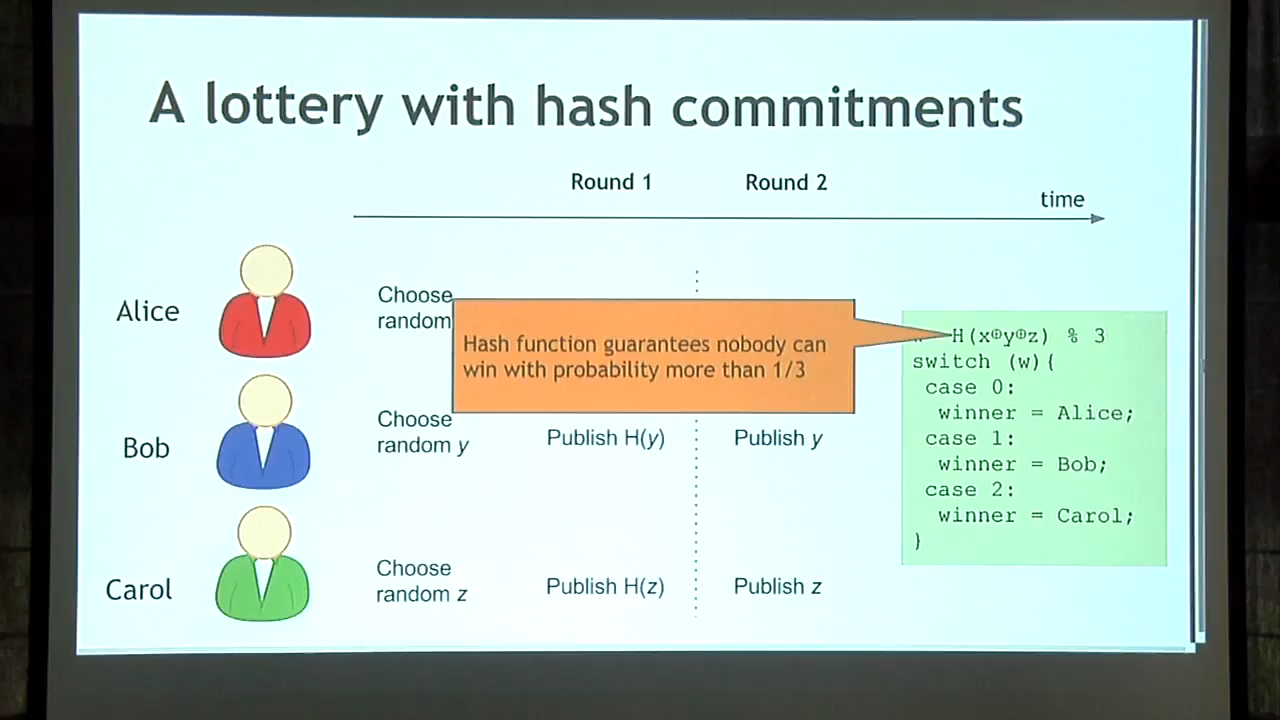 A lottery with hash commitments
Round 1
Round 2
time
Alice
Choose
random
Hash function guarantees nobody can
win with probability more than 1/3
H(x⊕y⊕z) % 3
switch (w){
case 0:
winner = Alice;
case 1:
winner = Bob;
case 2:
winner = Carol;
}
Bob
Choose
random y
Publish H(y)
Publish y
Carol
Choose
random z
Publish H(z)
Publish z